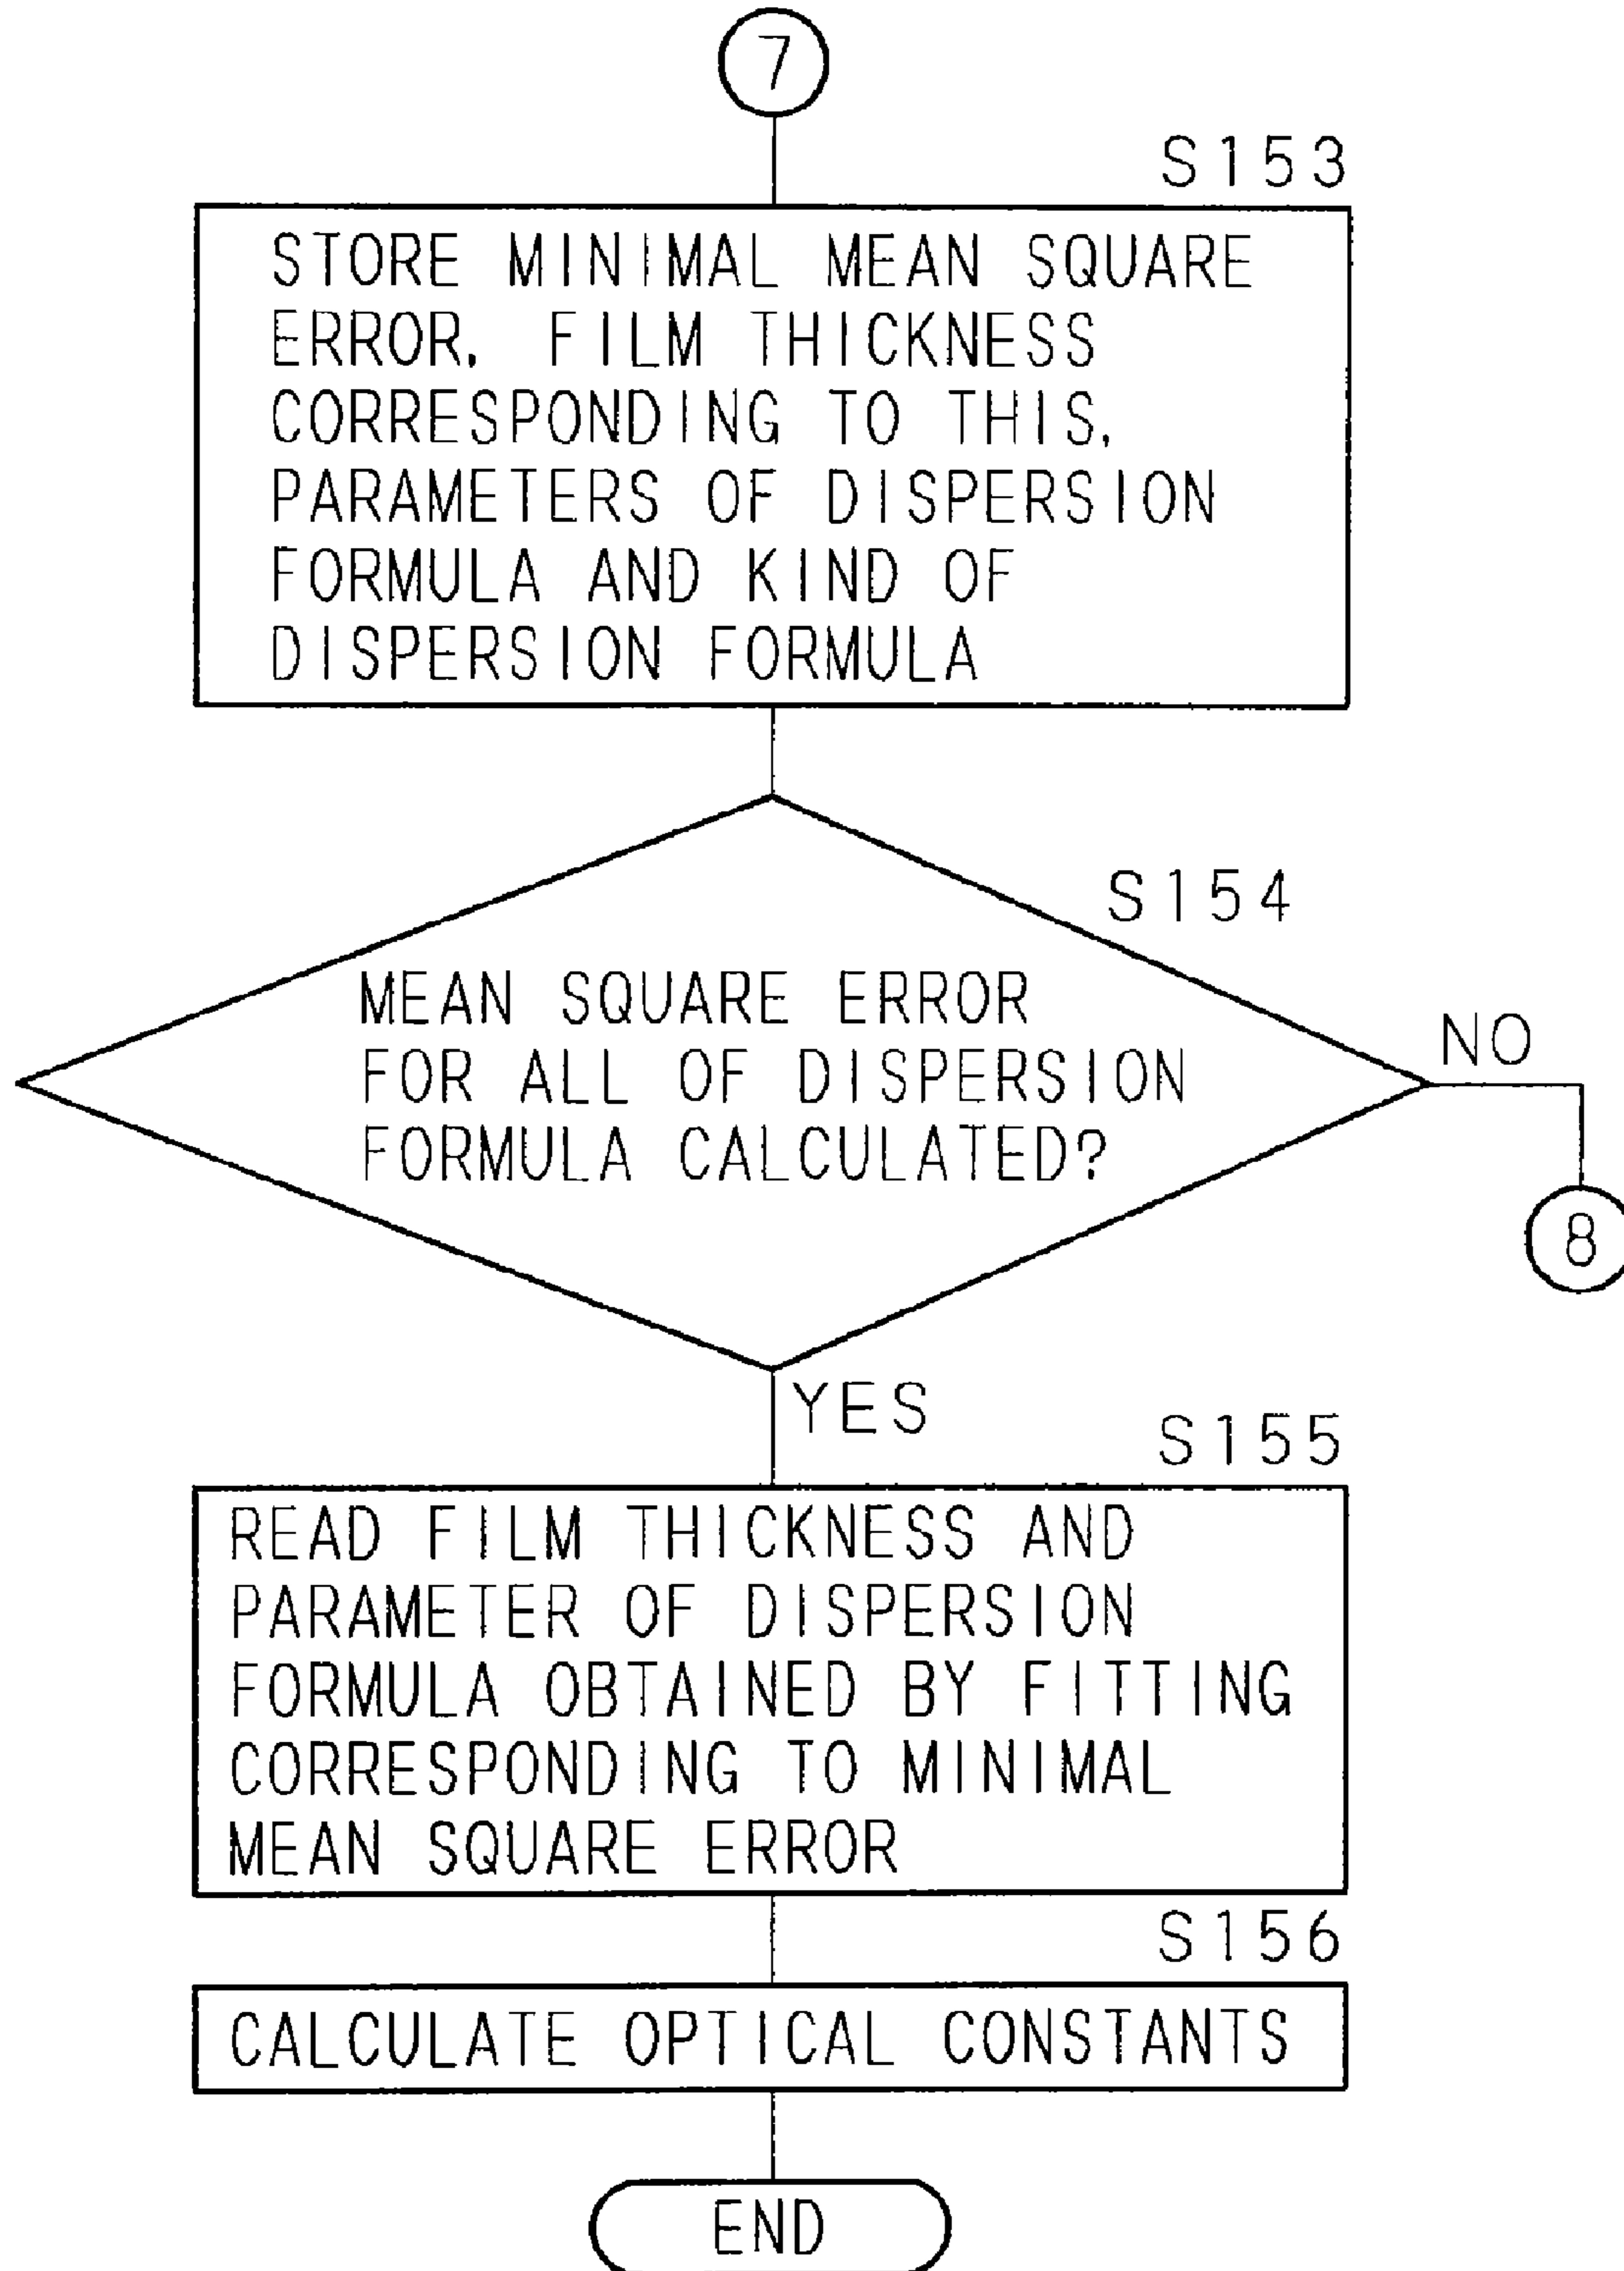 7
S153
STORE MINIMAL MEAN SQUARE
ERROR, FILM THICKNESS
CORRESPONDING TO THIS,
PARAMETERS OF DISPERSION
FORMULA AND KIND OF
DISPERSION FORMULA
S154
MEAN SQUARE ERROR
FOR ALL OF DISPERSION
FORMULA CALCULATED?
NO
8
YES
S155
READ FILM THICKNESS AND
PARAMETER OF DISPERSION
FORMULA OBTAINED BY FITTING
CORRESPONDING TO MINIMAL
MEAN SQUARE ERROR
S156
CALCULATE OPTICAL CONSTANTS
END